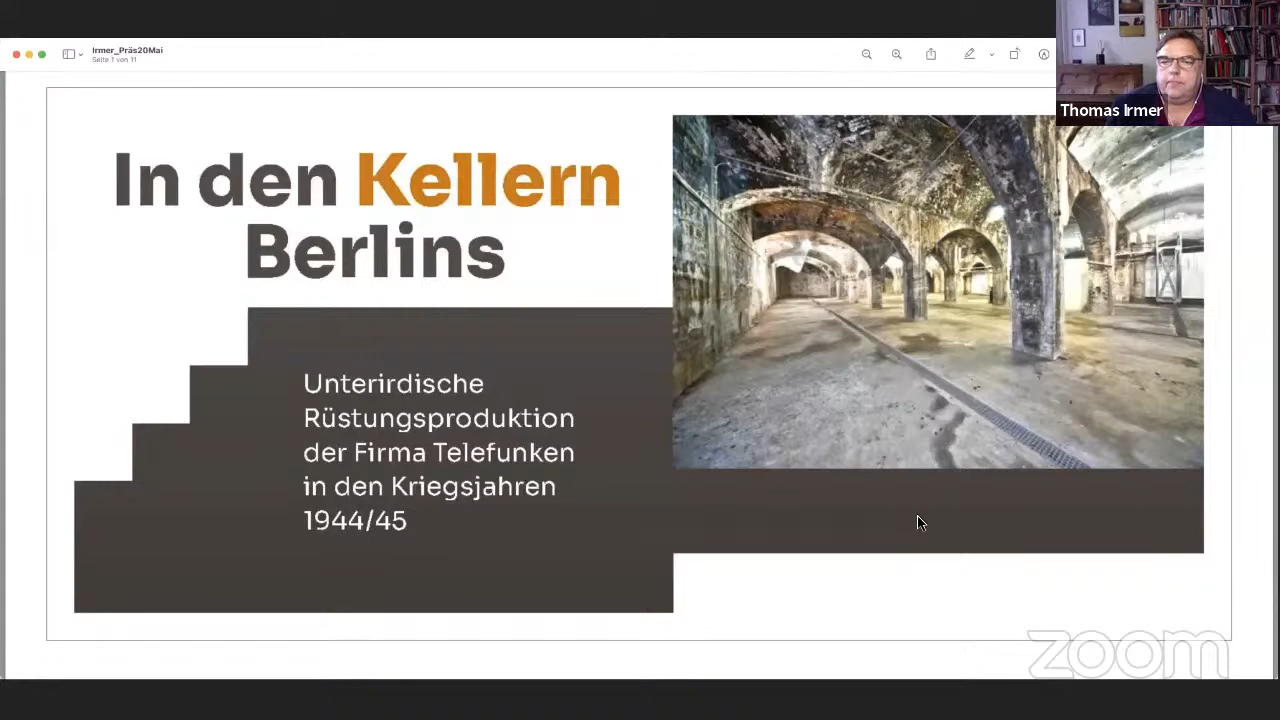 Irmer_Präs20Mai
Seite 1 von 11
Thomas Irmer
In den Kellern
Berlins
Unterirdische
Rüstungsproduktion
der Firma Telefunken
in den Kriegsjahren
1944/45
zoom